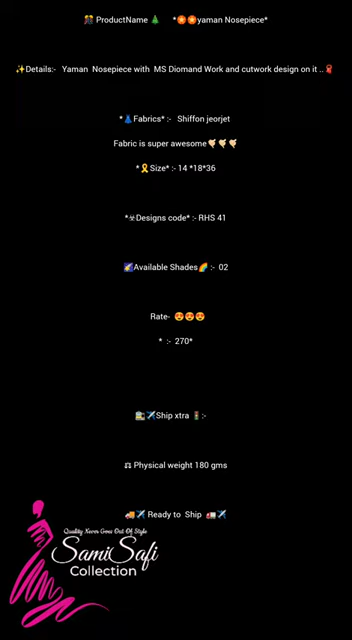 🎊 ProductName 🎄 *💥💥yaman Nosepiece*
✨Details:- Yaman Nosepiece with MS Diomand Work and cutwork design on it ..🧣
*👗Fabrics* :- Shiffon jeorjet
Fabric is super awesome🤏🏻🤏🏻🤏🏻
*🎗️Size* :- 14 *18*36
*☣Designs code* :- RHS 41
🌠Available Shades🌈 :- 02
Rate- 😍😍😍
* :- 270*
🚉✈️Ship xtra 🚦:-
⚖ Physical weight 180 gms
🚚✈️ Ready to Ship 🚛✈️
Quality Never Goes Out Of Style
SamiSafi
Collection